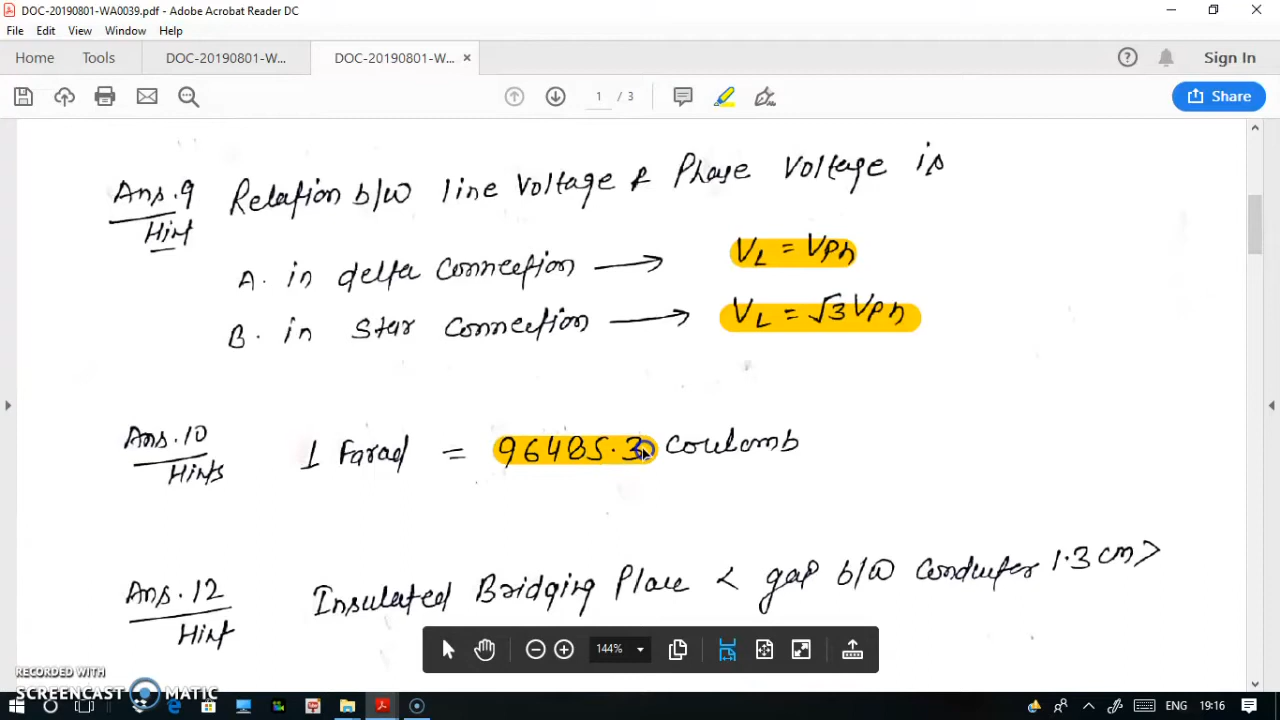 DOC-20190801-WA0039.pdf - Adobe Acrobat Reader DC
File Edit View Window Help
Home Tools DOC-20190801-W... DOC-20190801-W... ×
Sign In
1 / 3
Share
Ans.9 Relation b/w line Voltage & Phase Voltage is
Hint
A. in delta Connection → VL = VPh
B. in Star Connection → VL = √3 VPh
Ans.10 1 Farad = 96485.3 Coulomb
Hints
Ans.12 Insulated Bridging Place < gap b/w Conductor 1.3 cm>
Hint
144%
RECORDED WITH
SCREENCAST MATIC
ENG 19:16